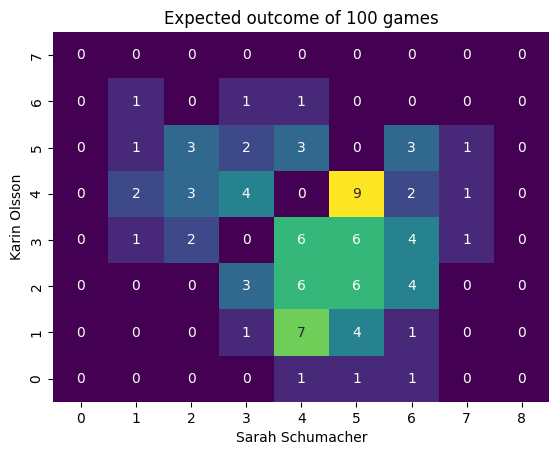 Expected outcome of 100 games
Karin Olsson
7 0 0 0 0 0 0 0 0 0
6 0 1 0 1 1 0 0 0 0
5 0 1 3 2 3 0 3 1 0
4 0 2 3 4 0 9 2 1 0
3 0 1 2 0 6 6 4 1 0
2 0 0 0 3 6 6 4 0 0
1 0 0 0 1 7 4 1 0 0
0 0 0 0 0 1 1 1 0 0
0 1 2 3 4 5 6 7 8
Sarah Schumacher